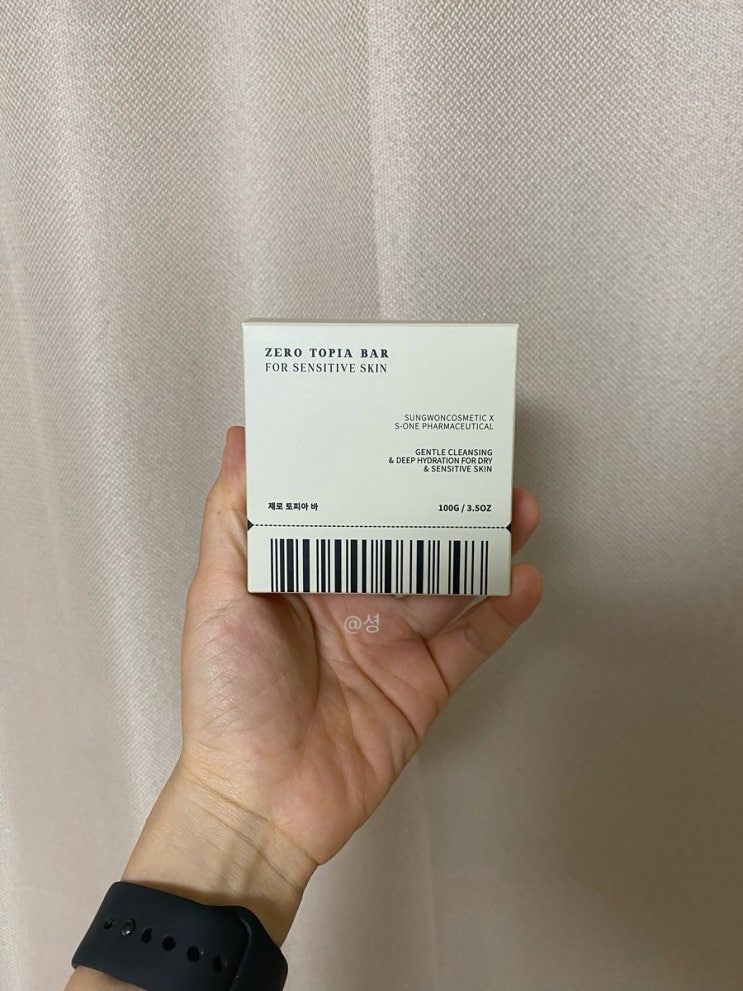 ZERO TOPIA BAR
FOR SENSITIVE SKIN
SUNGWONCOSMETIC X
S-ONE PHARMACEUTICAL
GENTLE CLEANSING
& DEEP HYDRATION FOR DRY
& SENSITIVE SKIN
제로 토피아 바
100G / 3.5OZ
@셩